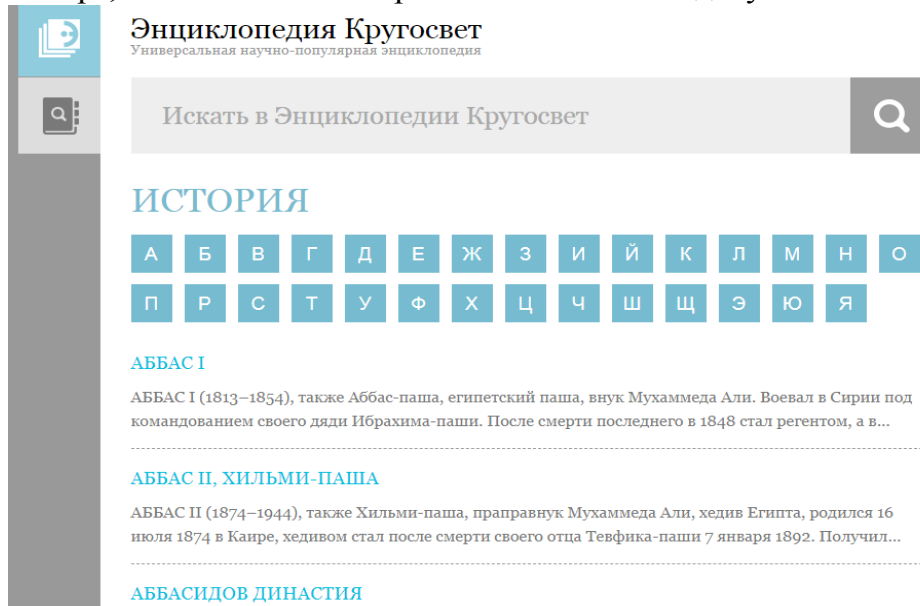 Энциклопедия Кругосвет
Универсальная научно-популярная энциклопедия
Искать в Энциклопедии Кругосвет
ИСТОРИЯ
А Б В Г Д Е Ж З И Й К Л М Н О
П Р С Т У Ф Х Ц Ч Ш Щ Э Ю Я
АББАС I
АББАС I (1813–1854), также Аббас-паша, египетский паша, внук Мухаммеда Али. Воевал в Сирии под
командованием своего дяди Ибрахима-паши. После смерти последнего в 1848 стал регентом, а в...
АББАС II, ХИЛЬМИ-ПАША
АББАС II (1874–1944), также Хильми-паша, праправнук Мухаммеда Али, хедив Египта, родился 16
июля 1874 в Каире, хедивом стал после смерти своего отца Тевфика-паши 7 января 1892. Получил...
АББАСИДОВ ДИНАСТИЯ